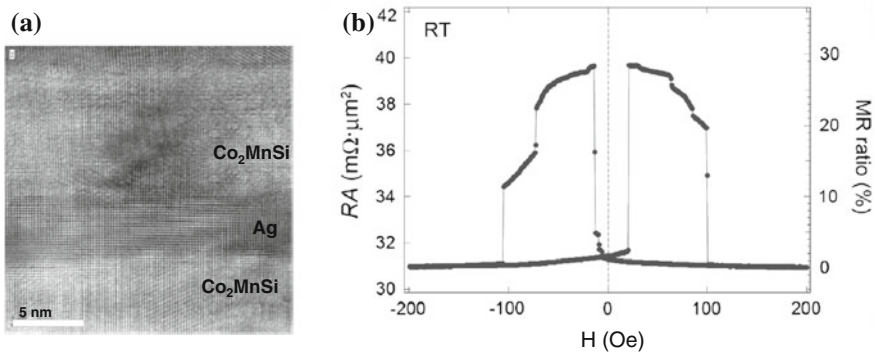 (a)
Co₂MnSi
Ag
Co₂MnSi
5 nm
(b)
RT
42
40
38
36
34
32
30
RA (mΩ·μm²)
30
20
10
0
MR ratio (%)
-200
-100
0
100
200
H (Oe)